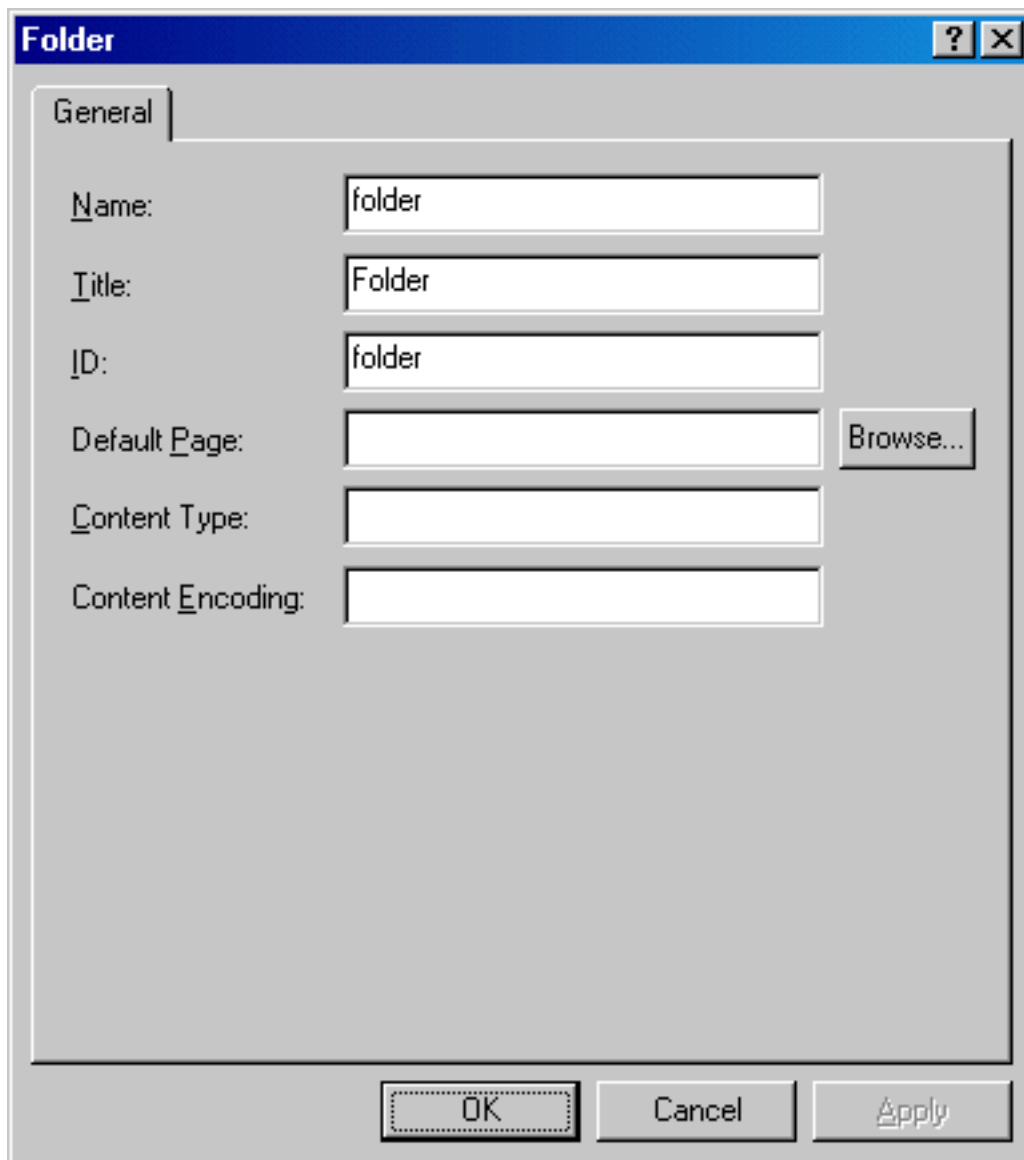 Folder
General
Name: folder
Title: Folder
ID: folder
Default Page: Browse...
Content Type:
Content Encoding:
OK Cancel Apply